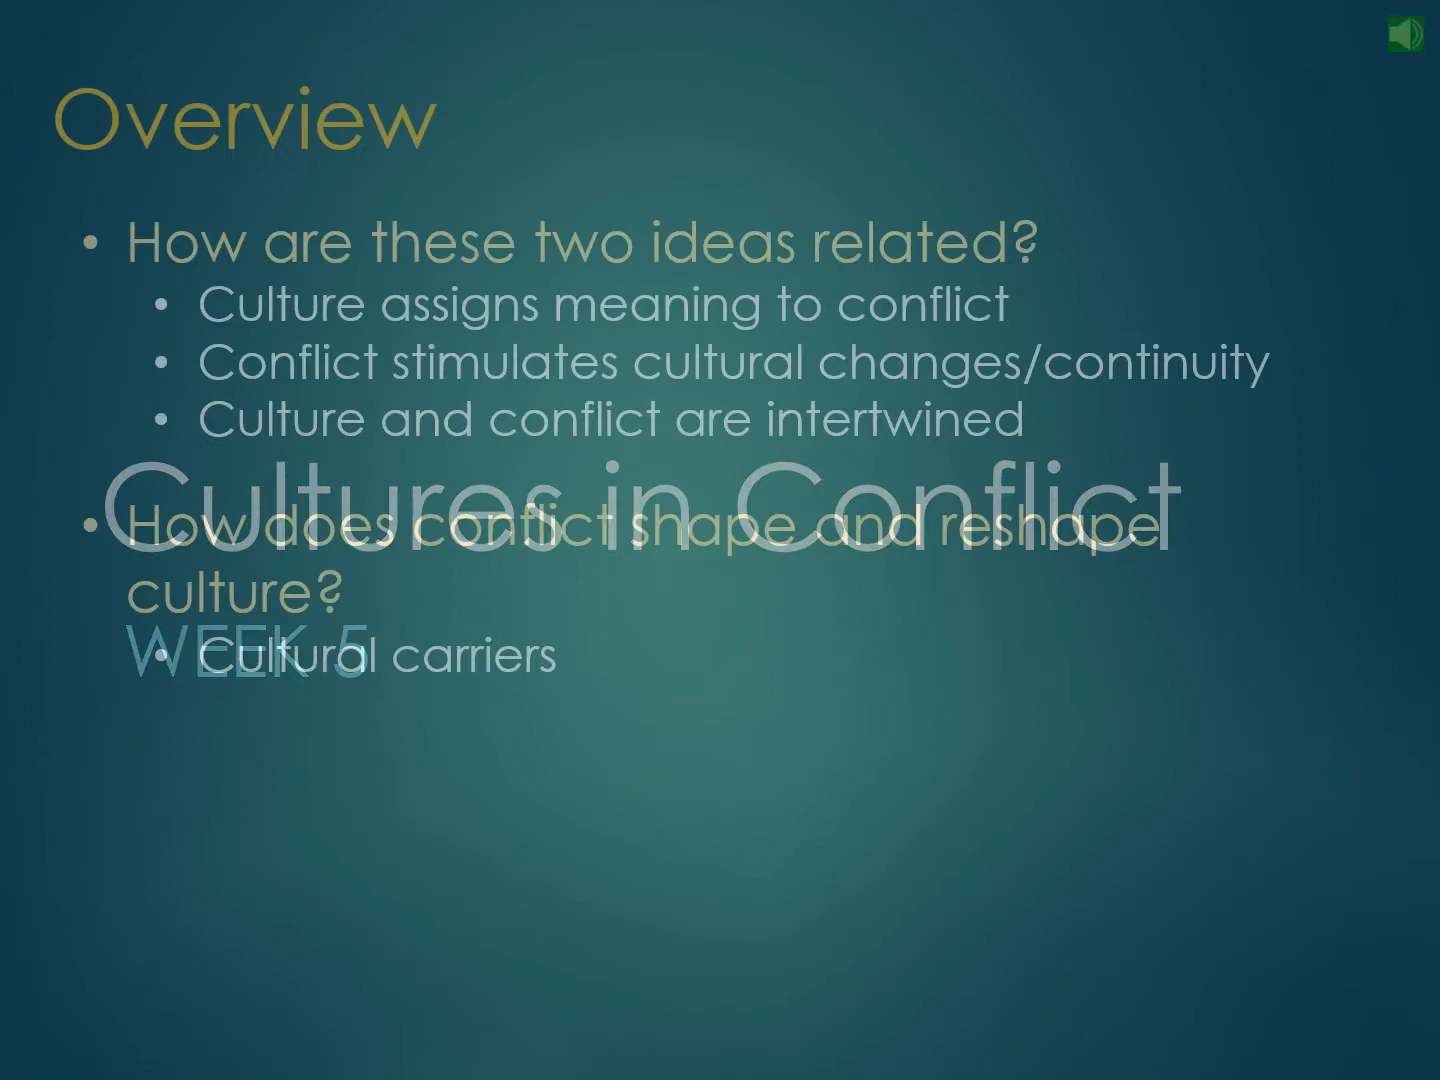 Overview
• How are these two ideas related?
• Culture assigns meaning to conflict
• Conflict stimulates cultural changes/continuity
• Culture and conflict are intertwined
Cultures in Conflict
• How does conflict shape and reshape
culture?
WEEK 5
• Cultural carriers